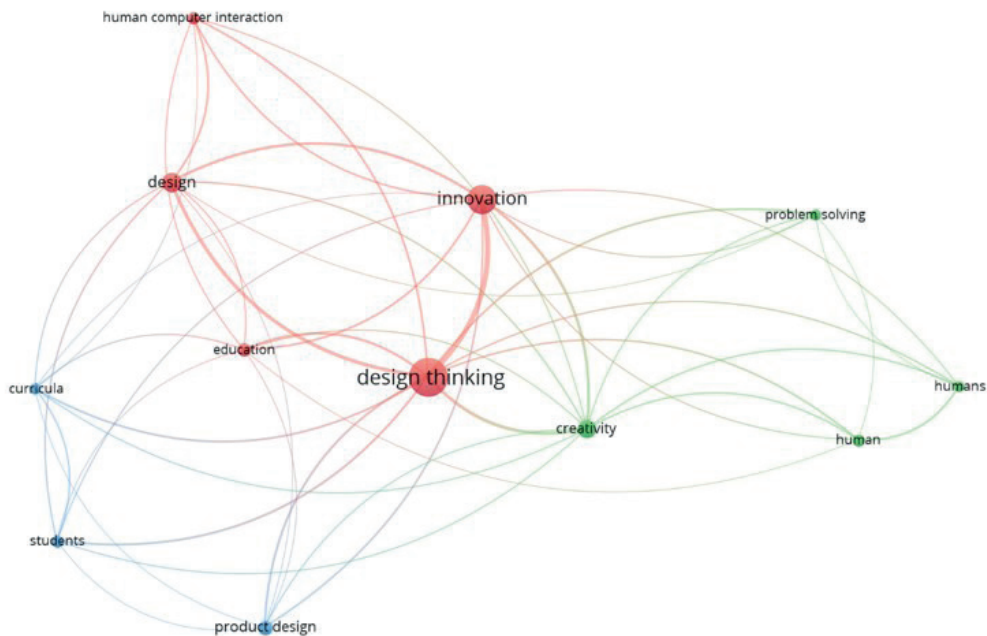 human computer interaction
design
innovation
problem solving
education
design thinking
curricula
humans
creativity
human
students
product design